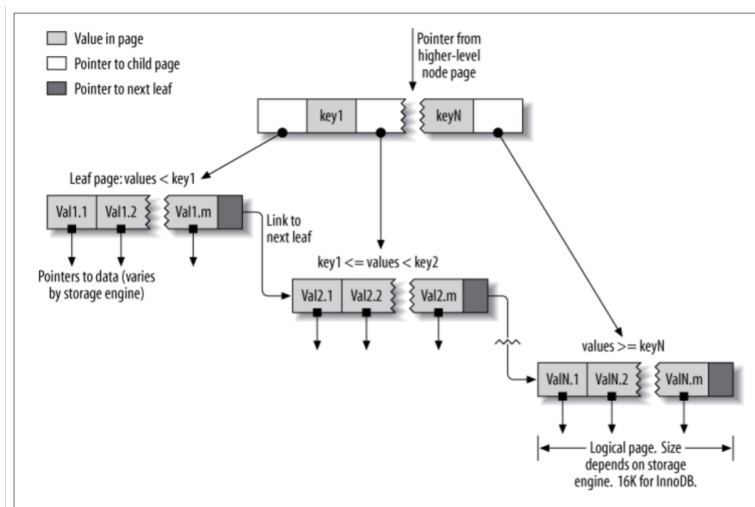 Value in page
Pointer to child page
Pointer to next leaf
Pointer from
higher-level
node page
key1
keyN
Leaf page: values < key1
Val1.1
Val1.2
Val1.m
Link to
next leaf
Pointers to data (varies
by storage engine)
key1 <= values < key2
Val2.1
Val2.2
Val2.m
values >= keyN
ValN.1
ValN.2
ValN.m
Logical page. Size
depends on storage
engine. 16K for InnoDB.